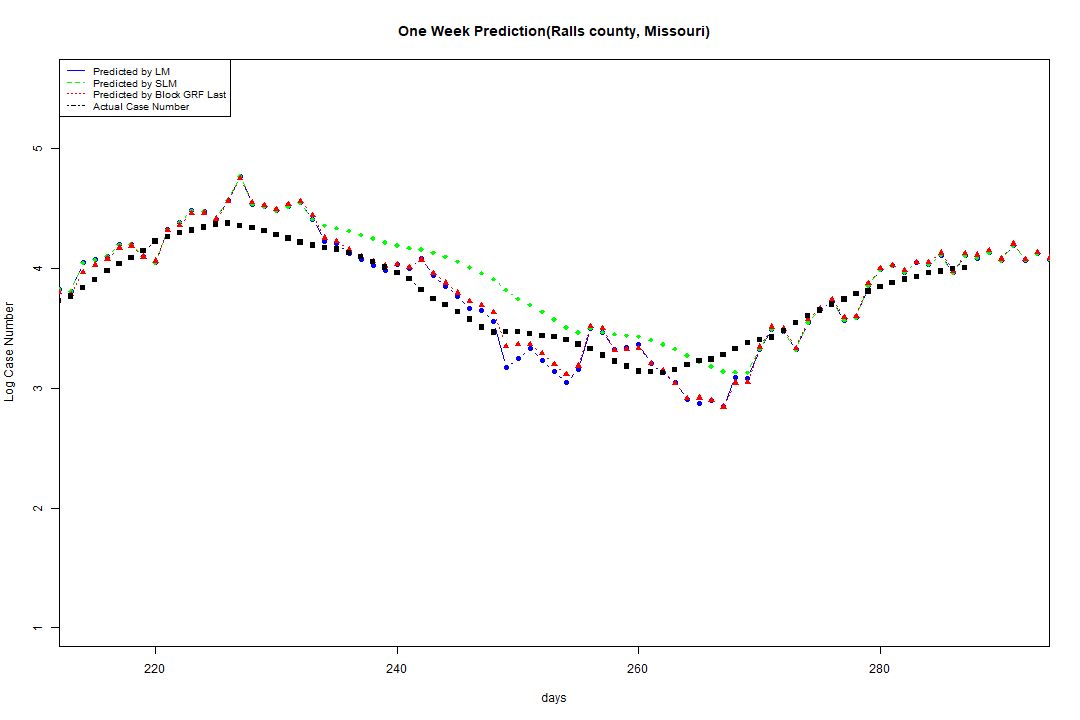 One Week Prediction(Ralls county, Missouri)
Predicted by LM
Predicted by SLM
Predicted by Block GRF Last
Actual Case Number
5
4
3
2
1
Log Case Number
220 240 260 280
days